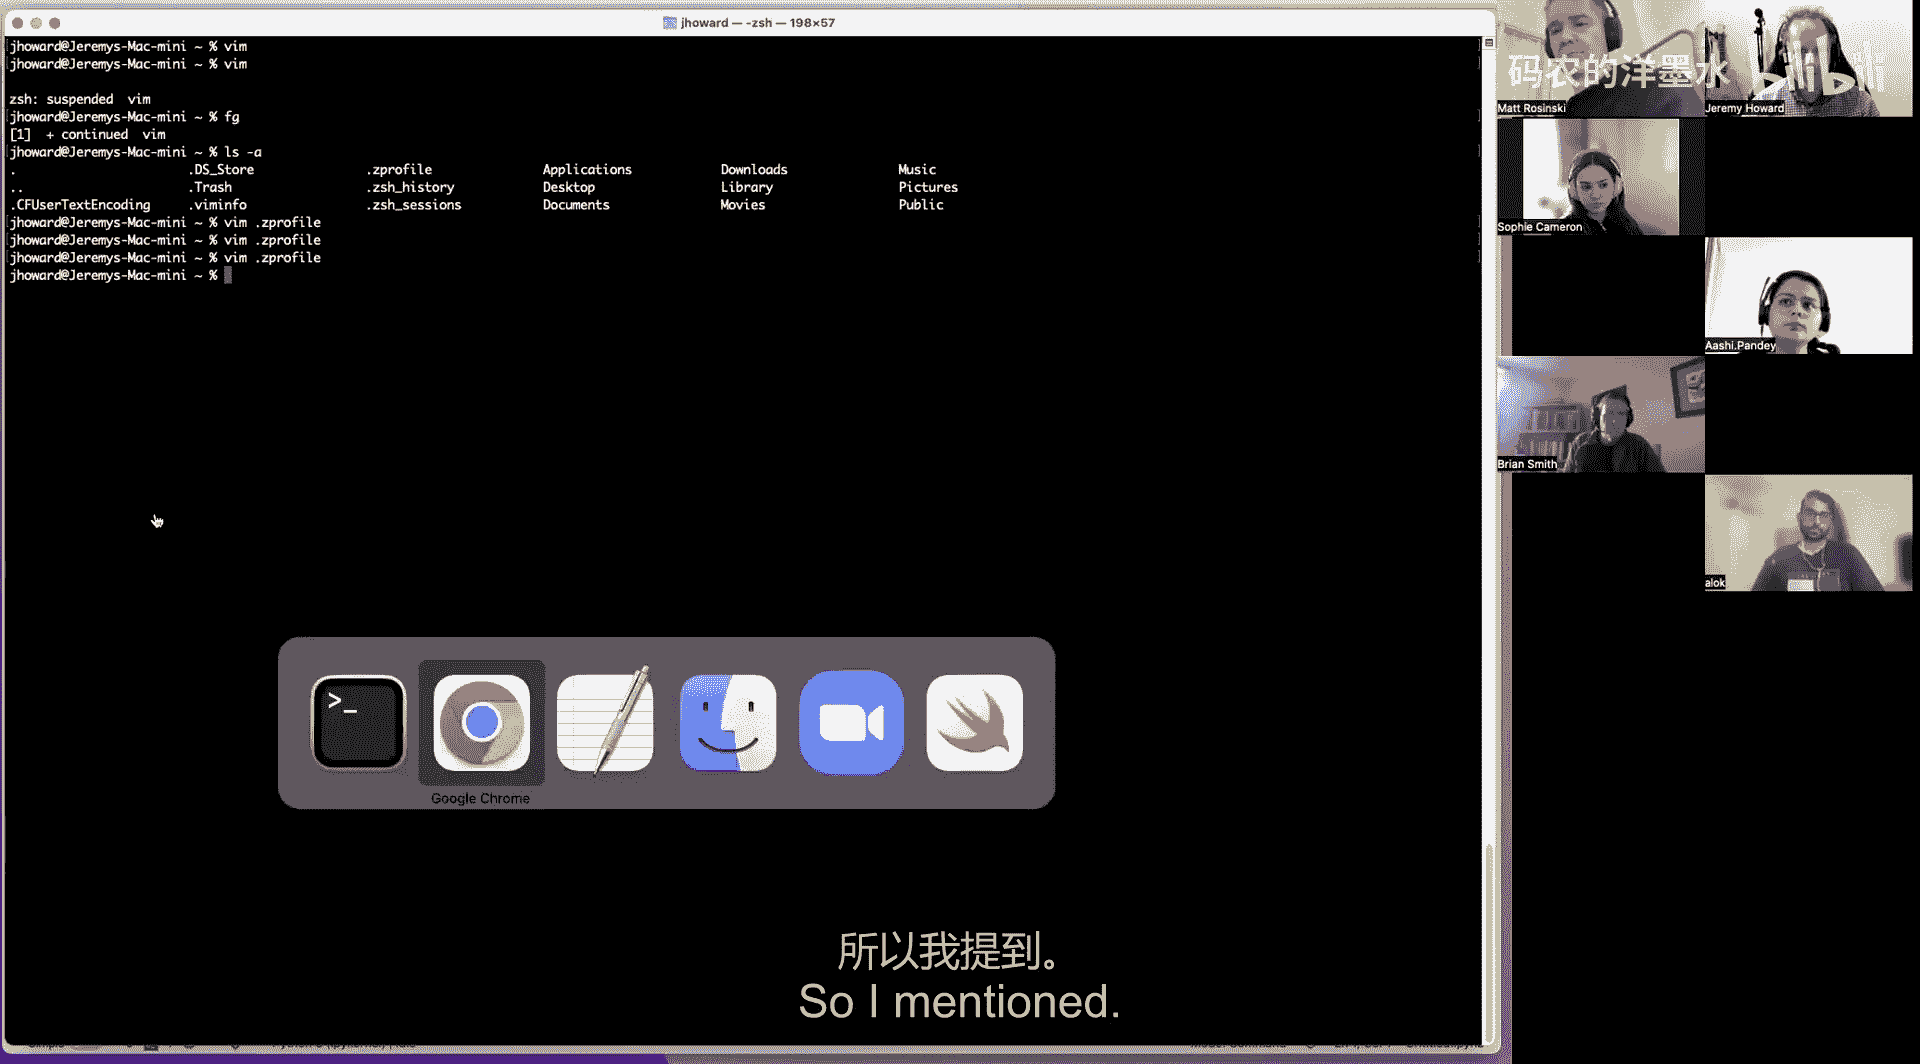 jhoward — -zsh — 198×57
jhoward@Jeremys-Mac-mini ~ % vim
jhoward@Jeremys-Mac-mini ~ % vim
zsh: suspended  vim
jhoward@Jeremys-Mac-mini ~ % fg
[1]  + continued  vim
jhoward@Jeremys-Mac-mini ~ % ls -a
. .DS_Store .zprofile Applications Downloads Music
.. .Trash .zsh_history Desktop Library Pictures
.CFUserTextEncoding .viminfo .zsh_sessions Documents Movies Public
jhoward@Jeremys-Mac-mini ~ % vim .zprofile
jhoward@Jeremys-Mac-mini ~ % vim .zprofile
jhoward@Jeremys-Mac-mini ~ % vim .zprofile
jhoward@Jeremys-Mac-mini ~ %
码农的洋墨水 bilibili
Matt Rosinski
Jeremy Howard
Sophie Cameron
Aashi Pandey
Brian Smith
alok
>_
Google Chrome
所以我提到。
So I mentioned.